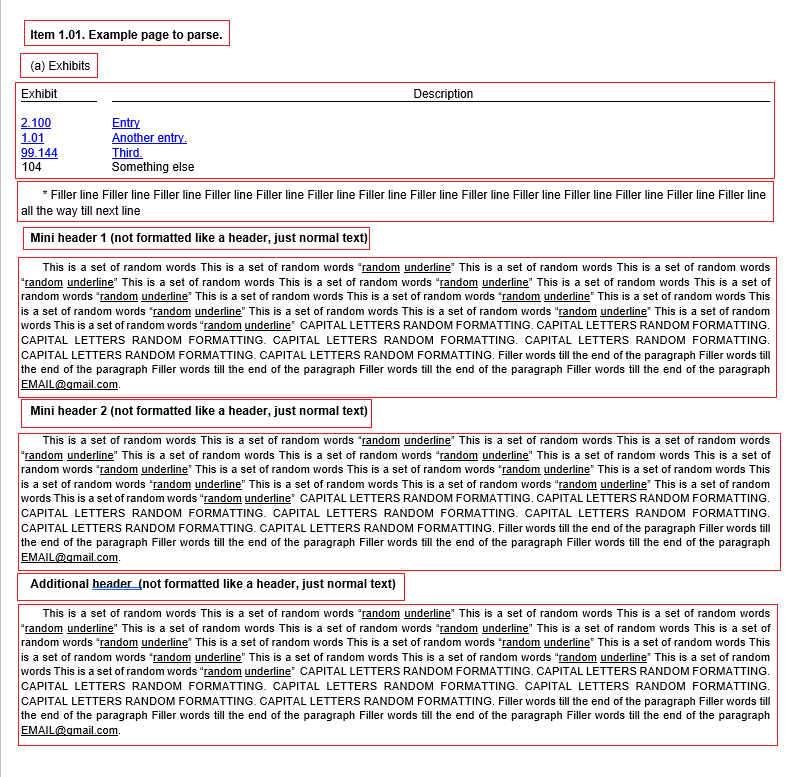 Item 1.01. Example page to parse.
(a) Exhibits
Exhibit Description
2.100 Entry
1.01 Another entry.
99.144 Third.
104 Something else
* Filler line Filler line Filler line Filler line Filler line Filler line Filler line Filler line Filler line Filler line Filler line Filler line Filler line Filler line
all the way till next line
Mini header 1 (not formatted like a header, just normal text)
This is a set of random words This is a set of random words “random underline” This is a set of random words This is a set of random words
“random underline” This is a set of random words This is a set of random words “random underline” This is a set of random words This is a set of
random words “random underline” This is a set of random words This is a set of random words “random underline” This is a set of random words This
is a set of random words “random underline” This is a set of random words This is a set of random words “random underline” This is a set of random
words This is a set of random words “random underline” CAPITAL LETTERS RANDOM FORMATTING. CAPITAL LETTERS RANDOM FORMATTING.
CAPITAL LETTERS RANDOM FORMATTING. CAPITAL LETTERS RANDOM FORMATTING. CAPITAL LETTERS RANDOM FORMATTING.
CAPITAL LETTERS RANDOM FORMATTING. CAPITAL LETTERS RANDOM FORMATTING. Filler words till the end of the paragraph Filler words till
the end of the paragraph Filler words till the end of the paragraph Filler words till the end of the paragraph Filler words till the end of the paragraph
EMAIL@gmail.com.
Mini header 2 (not formatted like a header, just normal text)
This is a set of random words This is a set of random words “random underline” This is a set of random words This is a set of random words
“random underline” This is a set of random words This is a set of random words “random underline” This is a set of random words This is a set of
random words “random underline” This is a set of random words This is a set of random words “random underline” This is a set of random words This
is a set of random words “random underline” This is a set of random words This is a set of random words “random underline” This is a set of random
words This is a set of random words “random underline” CAPITAL LETTERS RANDOM FORMATTING. CAPITAL LETTERS RANDOM FORMATTING.
CAPITAL LETTERS RANDOM FORMATTING. CAPITAL LETTERS RANDOM FORMATTING. CAPITAL LETTERS RANDOM FORMATTING.
CAPITAL LETTERS RANDOM FORMATTING. CAPITAL LETTERS RANDOM FORMATTING. Filler words till the end of the paragraph Filler words till
the end of the paragraph Filler words till the end of the paragraph Filler words till the end of the paragraph Filler words till the end of the paragraph
EMAIL@gmail.com.
Additional header (not formatted like a header, just normal text)
This is a set of random words This is a set of random words “random underline” This is a set of random words This is a set of random words
“random underline” This is a set of random words This is a set of random words “random underline” This is a set of random words This is a set of
random words “random underline” This is a set of random words This is a set of random words “random underline” This is a set of random words This
is a set of random words “random underline” This is a set of random words This is a set of random words “random underline” This is a set of random
words This is a set of random words “random underline” CAPITAL LETTERS RANDOM FORMATTING. CAPITAL LETTERS RANDOM FORMATTING.
CAPITAL LETTERS RANDOM FORMATTING. CAPITAL LETTERS RANDOM FORMATTING. CAPITAL LETTERS RANDOM FORMATTING.
CAPITAL LETTERS RANDOM FORMATTING. CAPITAL LETTERS RANDOM FORMATTING. Filler words till the end of the paragraph Filler words till
the end of the paragraph Filler words till the end of the paragraph Filler words till the end of the paragraph Filler words till the end of the paragraph
EMAIL@gmail.com.